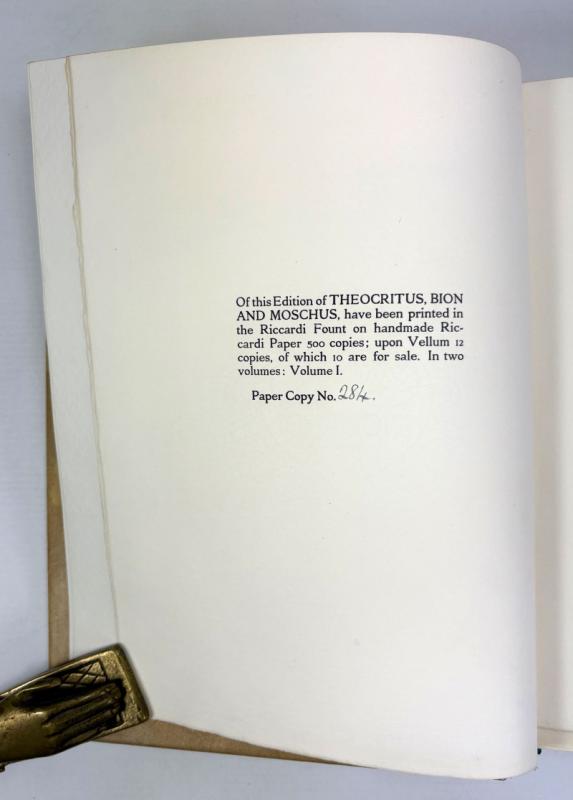 Of this Edition of THEOCRITUS, BION
AND MOSCHUS, have been printed in
the Riccardi Fount on handmade Ric-
cardi Paper 500 copies; upon Vellum 12
copies, of which 10 are for sale. In two
volumes: Volume I.
Paper Copy No. 284.